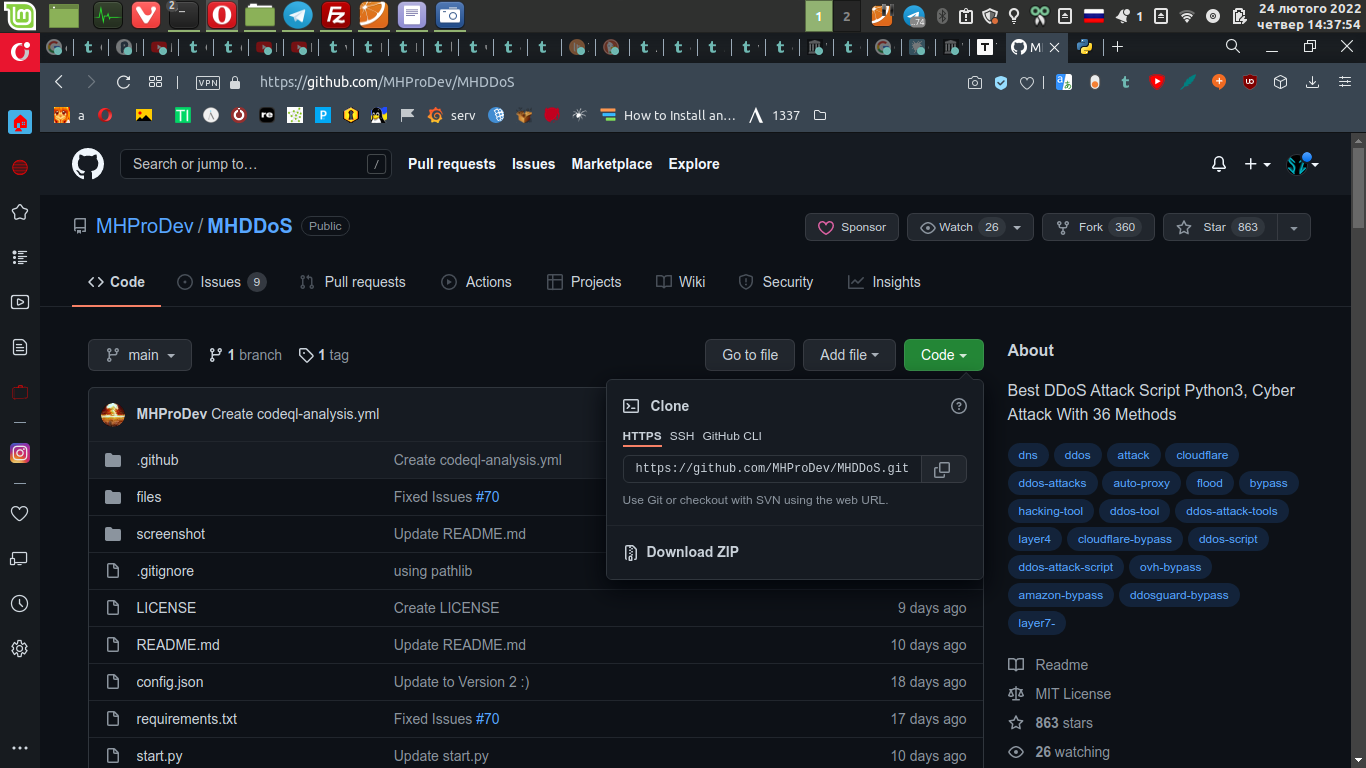 1 2
.74
1
24 лютого 2022
четвер 14:37:54
VPN https://github.com/MHProDev/MHDDoS
a serv How to Install an… 1337
Search or jump to… /
Pull requests Issues Marketplace Explore
MHProDev / MHDDoS Public
Sponsor Watch 26 Fork 360 Star 863
Code Issues 9 Pull requests Actions Projects Wiki Security Insights
main 1 branch 1 tag Go to file Add file Code
MHProDev Create codeql-analysis.yml
.github Create codeql-analysis.yml
files Fixed Issues #70
screenshot Update README.md
.gitignore using pathlib
LICENSE Create LICENSE 9 days ago
README.md Update README.md 10 days ago
config.json Update to Version 2 :) 18 days ago
requirements.txt Fixed Issues #70 17 days ago
start.py Update start.py 10 days ago
Clone
HTTPS SSH GitHub CLI
https://github.com/MHProDev/MHDDoS.git
Use Git or checkout with SVN using the web URL.
Download ZIP
About
Best DDoS Attack Script Python3, Cyber
Attack With 36 Methods
dns ddos attack cloudflare
ddos-attacks auto-proxy flood bypass
hacking-tool ddos-tool ddos-attack-tools
layer4 cloudflare-bypass ddos-script
ddos-attack-script ovh-bypass
amazon-bypass ddosguard-bypass
layer7-
Readme
MIT License
863 stars
26 watching